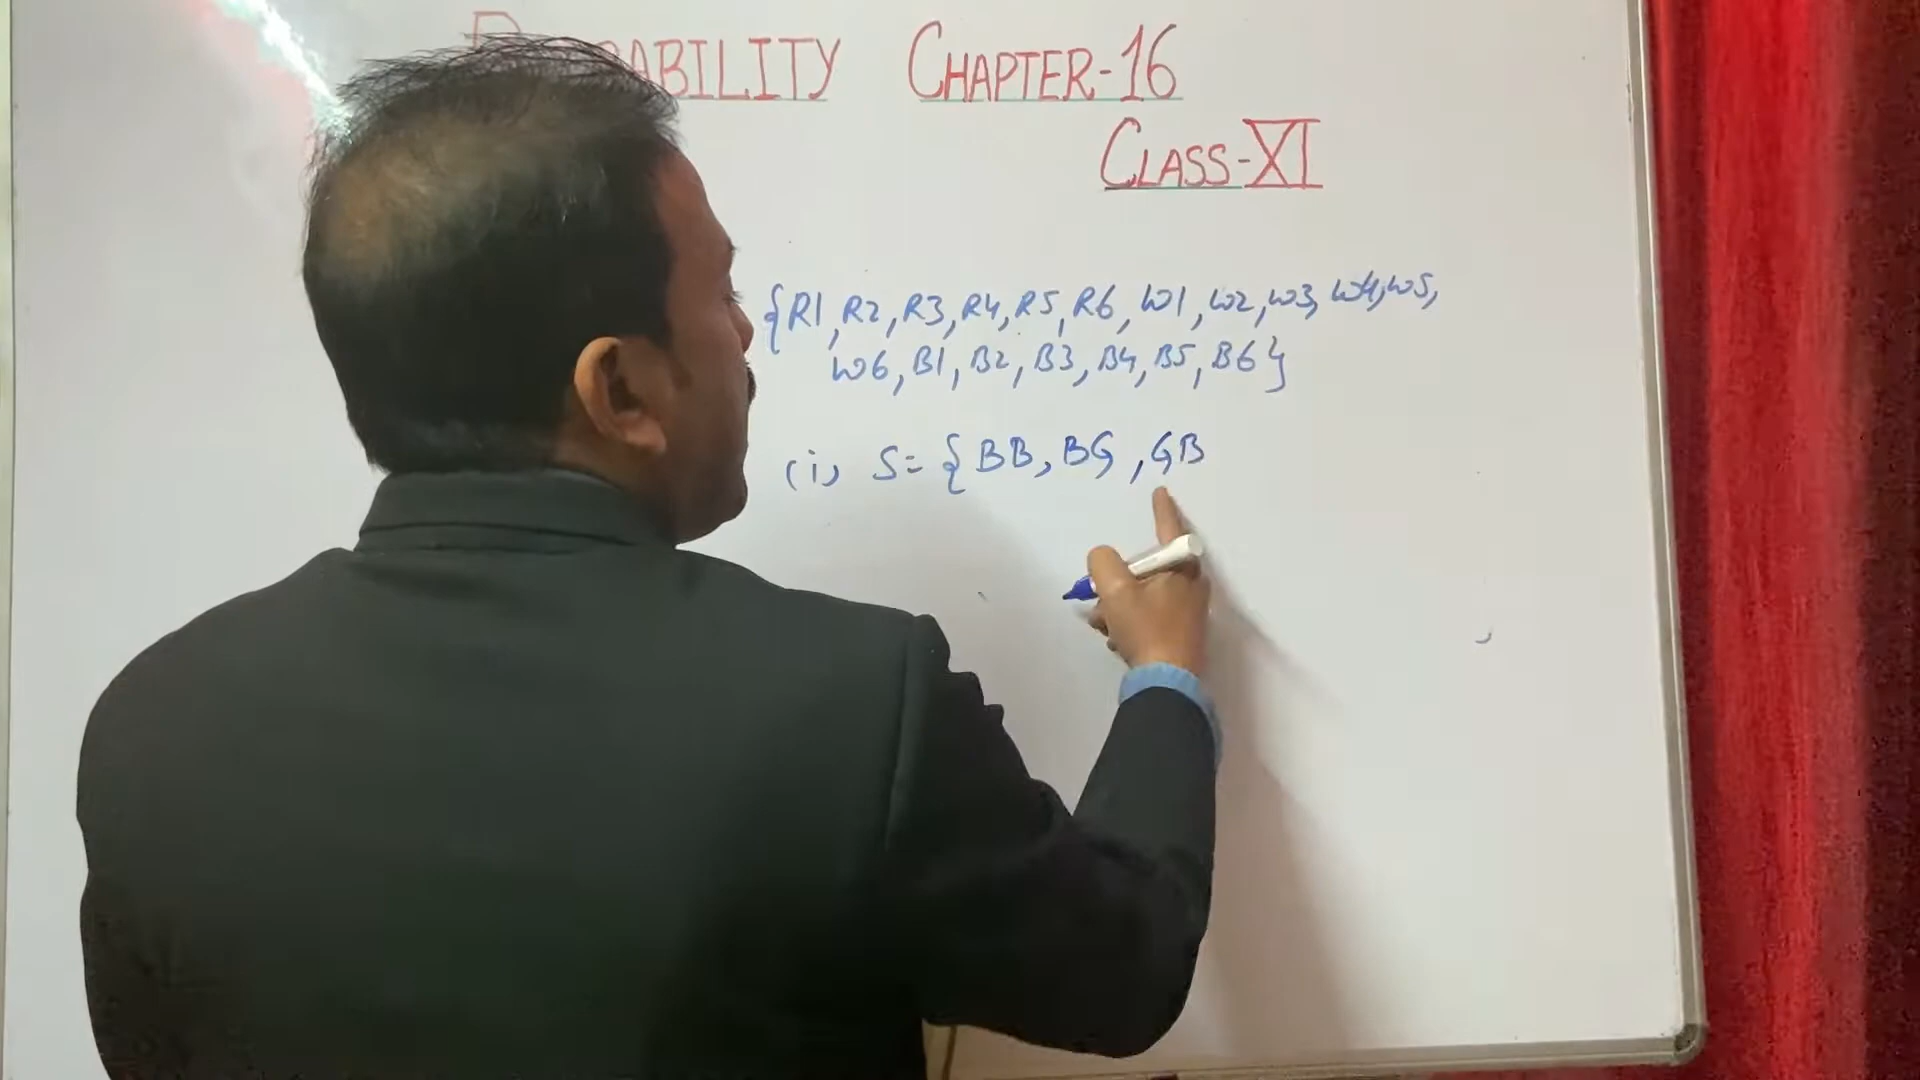 ABILITY CHAPTER-16
CLASS-XI
{R1, R2, R3, R4, R5, R6, W1, W2, W3, W4, W5,
W6, B1, B2, B3, B4, B5, B6}
(i) S= {BB, BG, GB